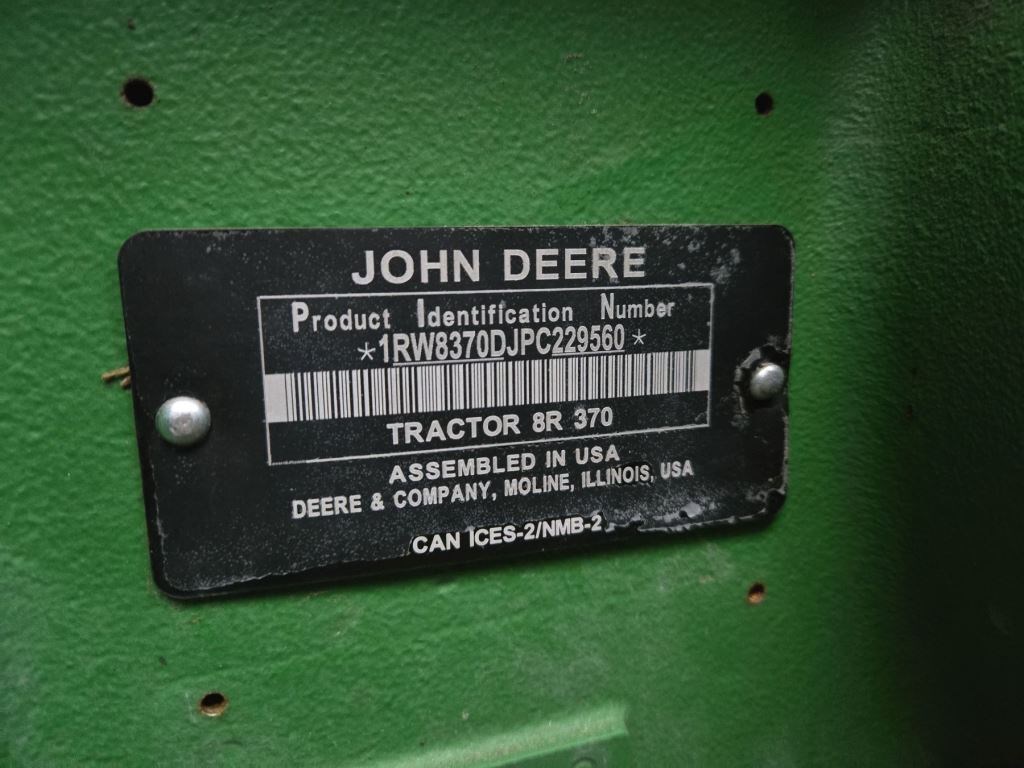 JOHN DEERE
Product Identification Number
*1RW8370DJPC229560*
TRACTOR 8R 370
ASSEMBLED IN USA
DEERE & COMPANY, MOLINE, ILLINOIS, USA
CAN ICES-2/NMB-2